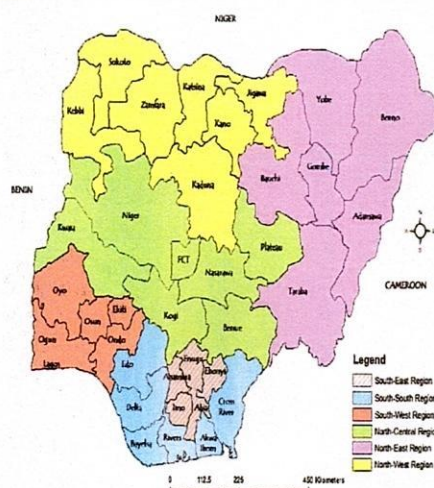 NIGER
Sokoto
Katsina
Jigawa
Yobe
Borno
Kebbi
Zamfara
Kano
Kaduna
Bauchi
Gombe
Adamawa
BENIN
Niger
Kwara
FCT
Plateau
Nasarawa
Taraba
CAMEROON
Oyo
Ekiti
Osun
Kogi
Benue
Ogun
Ondo
Lagos
Edo
Enugu
Anambra
Ebonyi
Delta
Imo
Abia
Cross
River
Bayelsa
Rivers
Akwa
Ibom
Legend
South-East Region
South-South Region
South-West Region
North-Central Regio
North-East Region
North-West Region
0 112.5 225 450 Kilometers